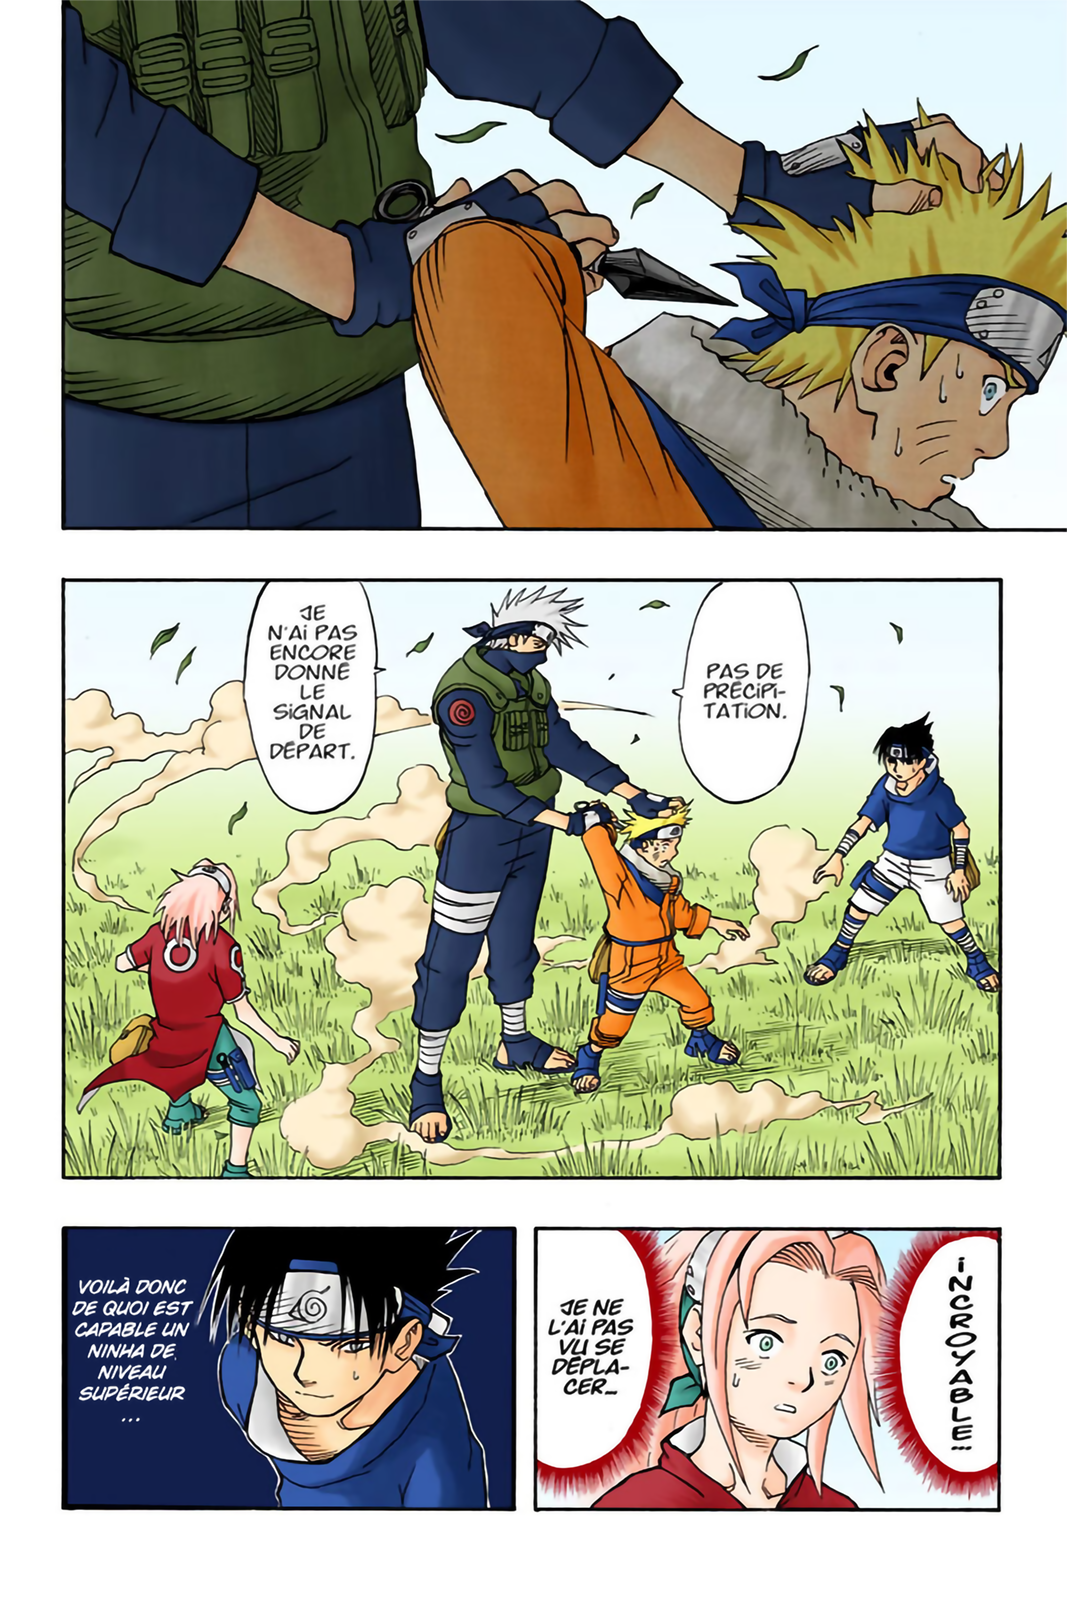 PAS DE
PRÉCIPI-
TATION.
JE
N'AI PAS
ENCORE
DONNÉ
LE
SIGNAL
DE
DÉPART.
INCROYABLE...
JE NE
L'AI PAS
VU SE
DÉPLA-
CER...
VOILÀ DONC
DE QUOI EST
CAPABLE UN
NINHA DE
NIVEAU
SUPÉRIEUR
...